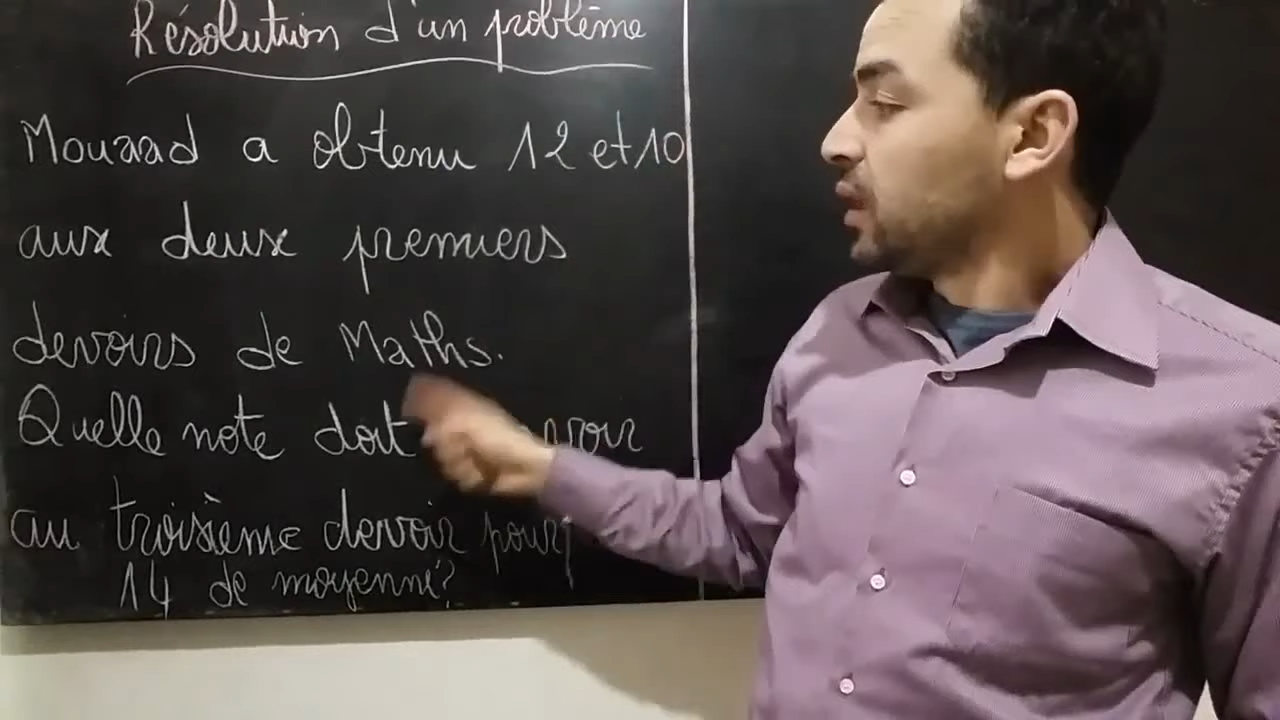 Résolution d'un problème
Mouaad a obtenu 12 et 10
aux deux premiers
devoirs de Maths.
Quelle note doit
au troisième devoir pour
14 de moyenne?